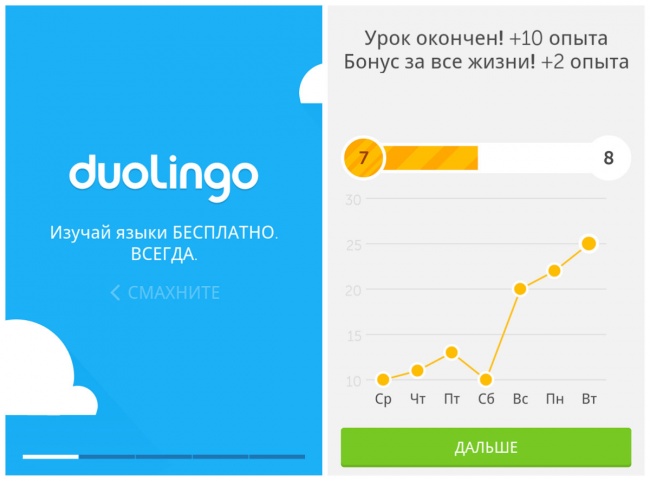 duolingo
Изучай языки БЕСПЛАТНО.
ВСЕГДА.
СМАХНИТЕ
Урок окончен! +10 опыта
Бонус за все жизни! +2 опыта
7
8
30
25
20
15
10
Ср Чт Пт Сб Вс Пн Вт
ДАЛЬШЕ